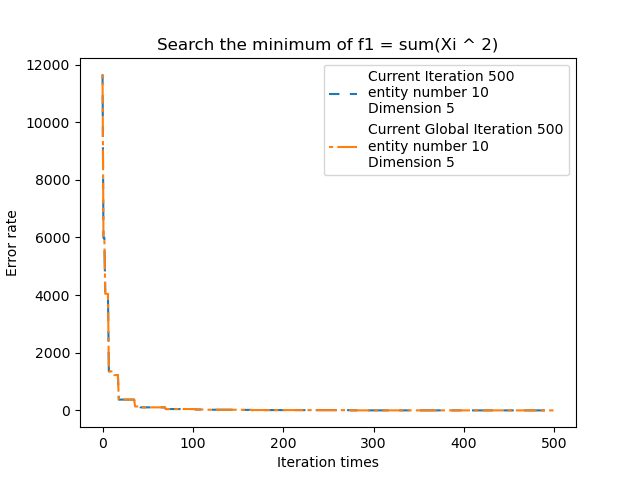 Search the minimum of f1 = sum(Xi ^ 2)
12000
10000
8000
6000
4000
2000
0
Error rate
Current Iteration 500
entity number 10
Dimension 5
Current Global Iteration 500
entity number 10
Dimension 5
0 100 200 300 400 500
Iteration times